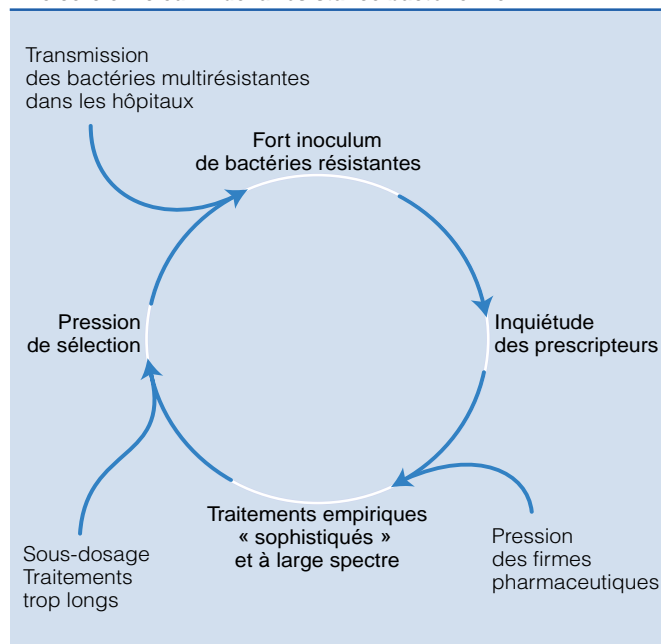 Transmission
des bactéries multirésistantes
dans les hôpitaux
Fort inoculum
de bactéries résistantes
Pression
de sélection
Inquiétude
des prescripteurs
Traitements empiriques
« sophistiqués »
et à large spectre
Sous-dosage
Traitements
trop longs
Pression
des firmes
pharmaceutiques